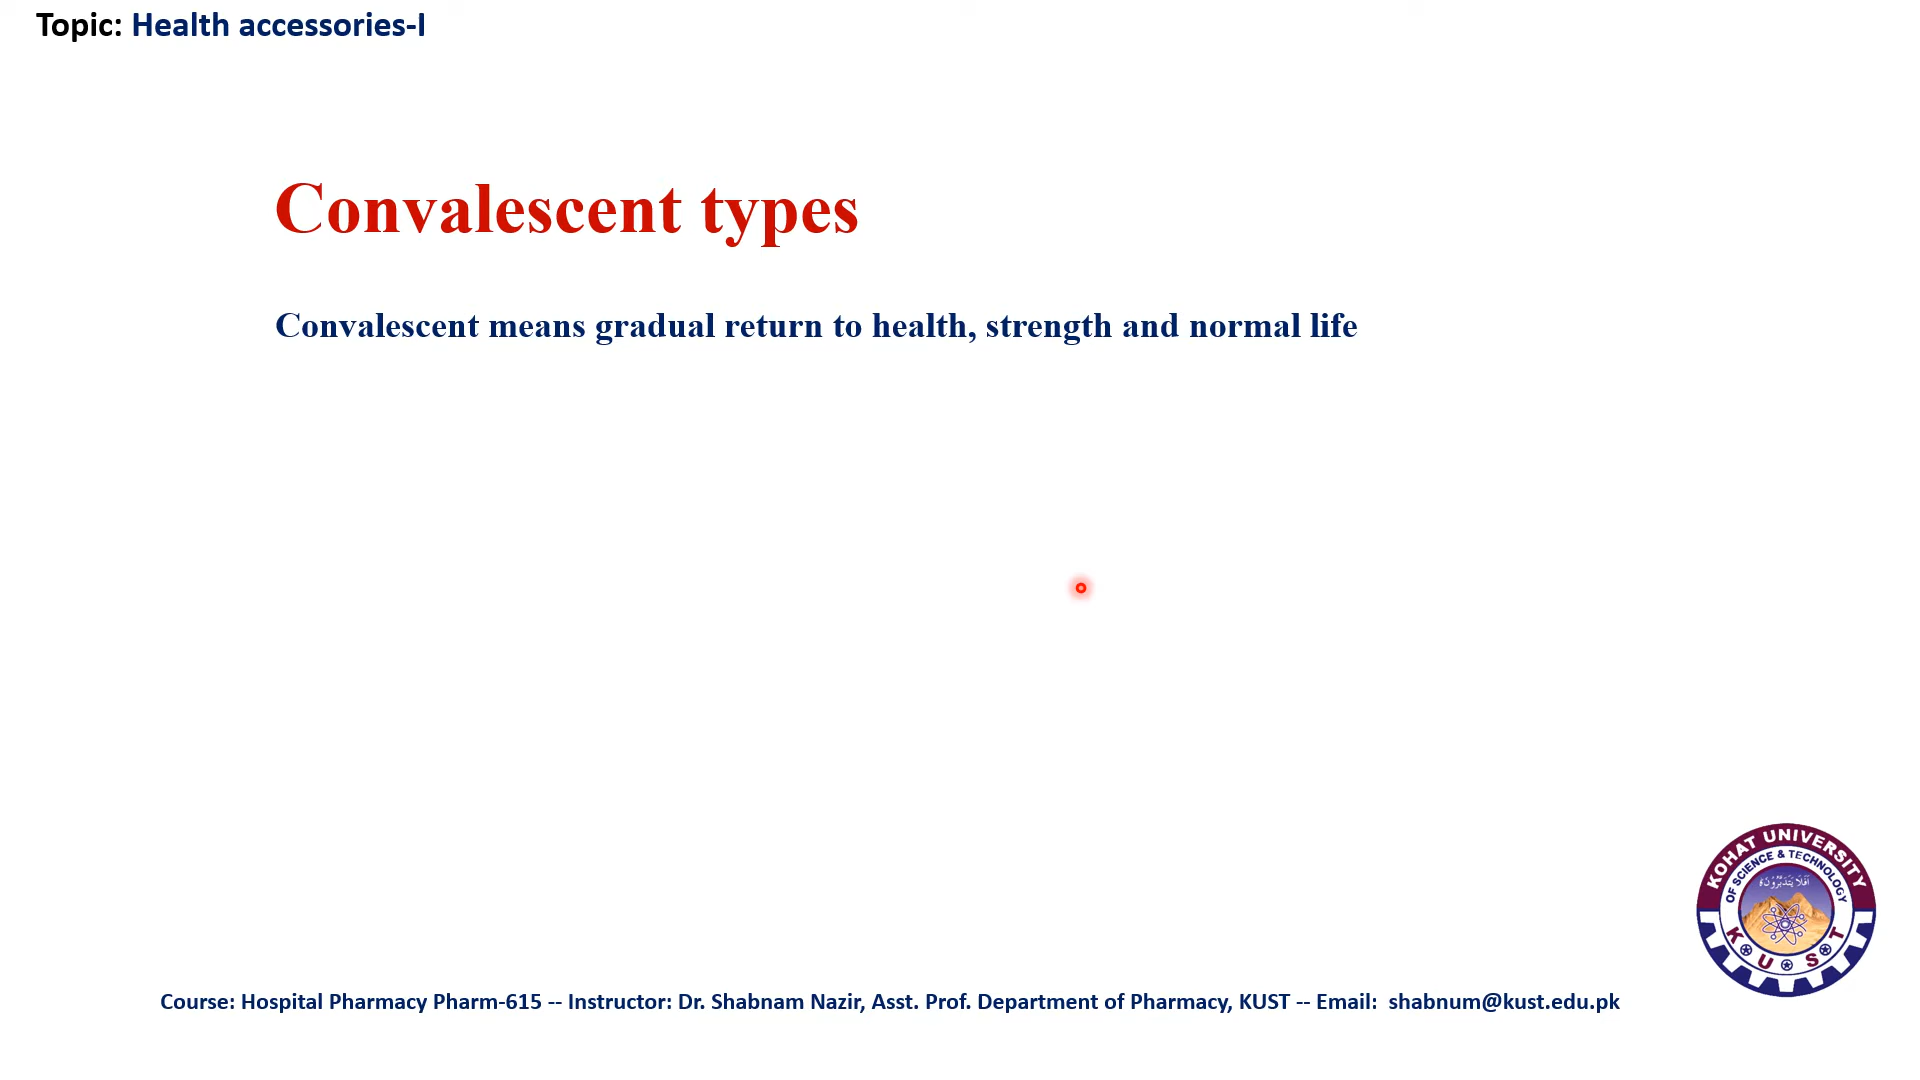 Topic: Health accessories-I
Convalescent types
Convalescent means gradual return to health, strength and normal life
KOHAT UNIVERSITY
OF SCIENCE & TECHNOLOGY
أفلا يتدبرون
K U S T
Course: Hospital Pharmacy Pharm-615 -- Instructor: Dr. Shabnam Nazir, Asst. Prof. Department of Pharmacy, KUST -- Email: shabnum@kust.edu.pk